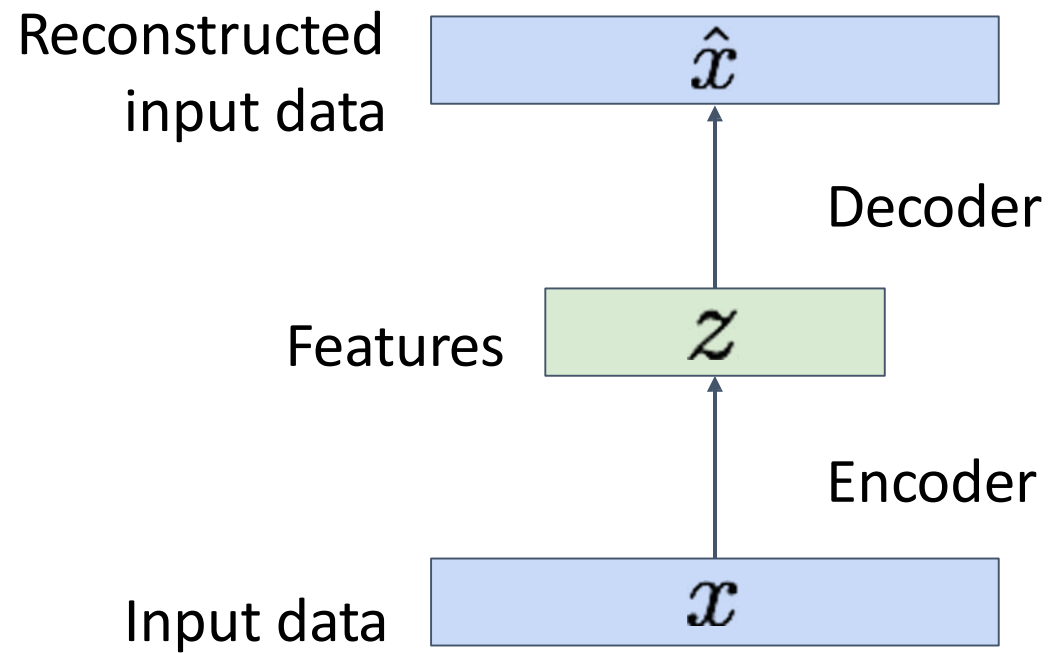 Reconstructed
input data
x̂
Decoder
Features
z
Encoder
Input data
x